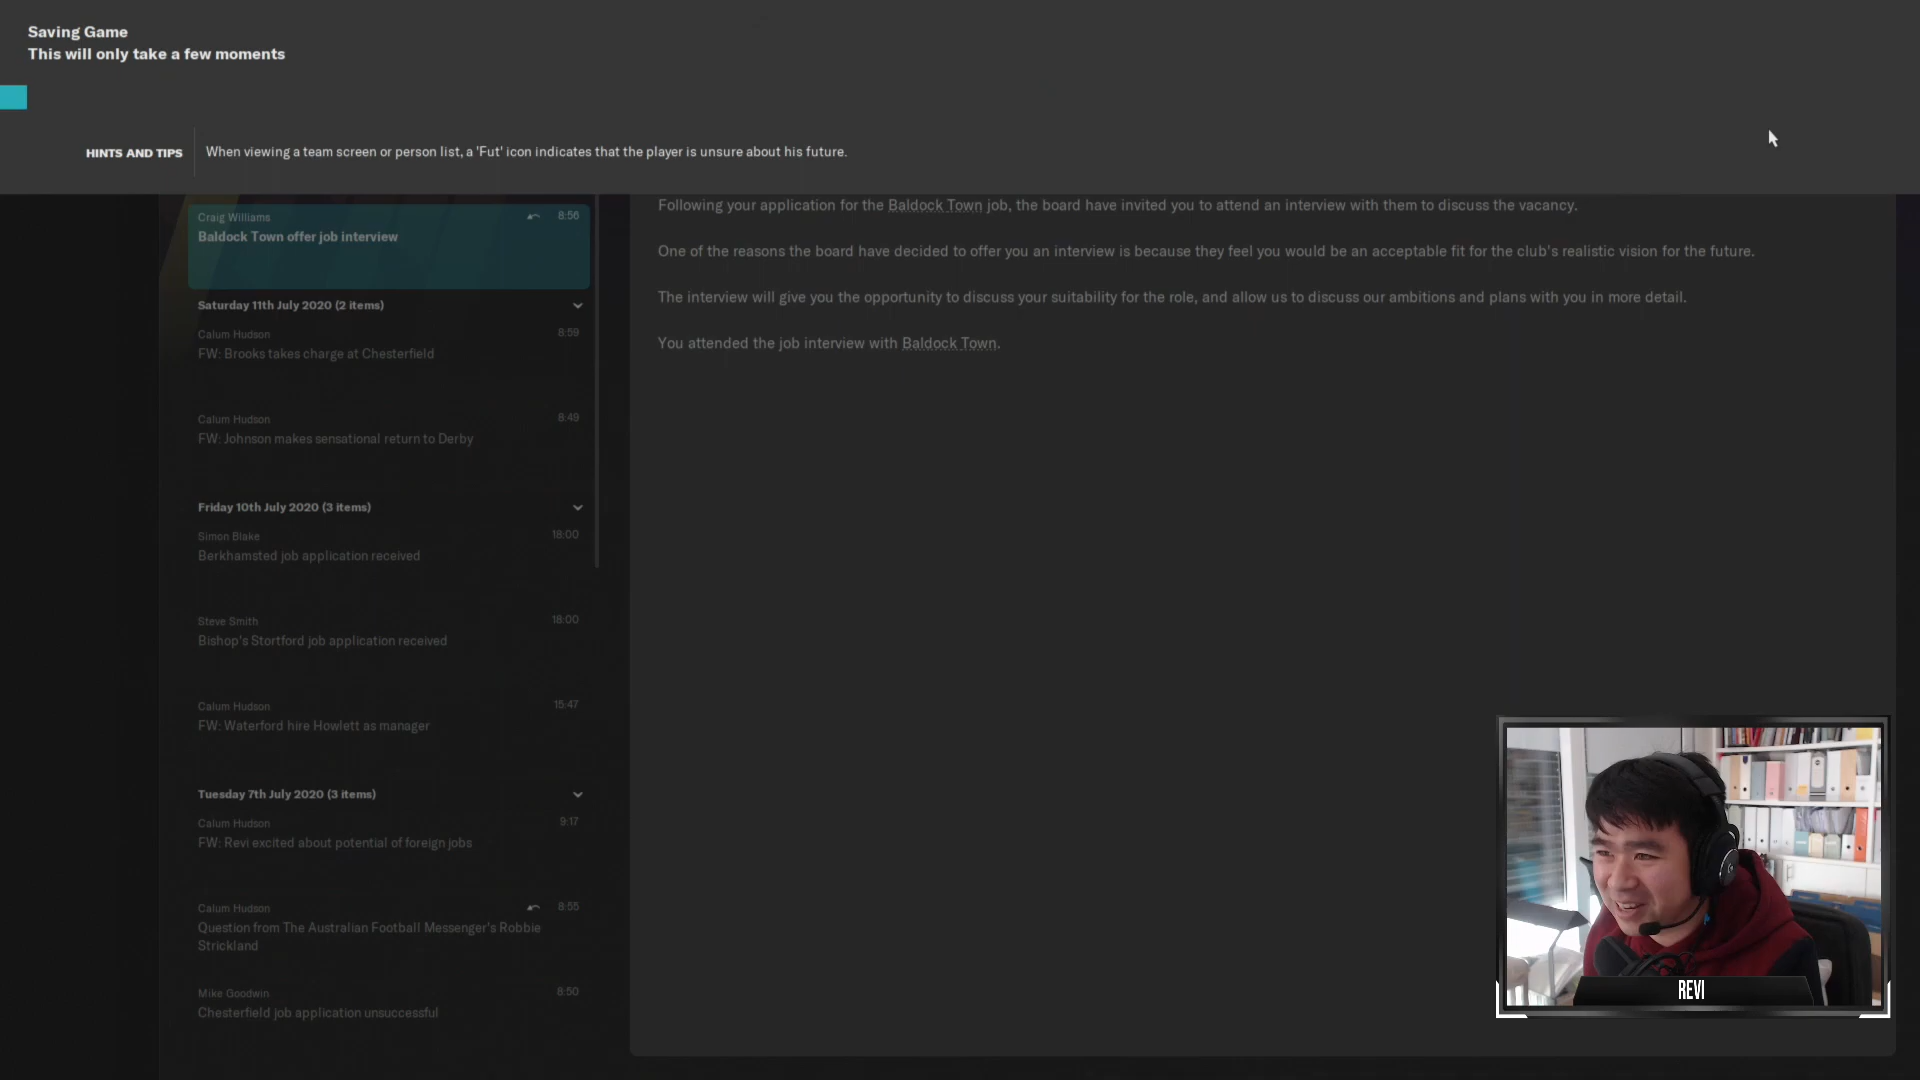 Saving Game
This will only take a few moments
HINTS AND TIPS
When viewing a team screen or person list, a 'Fut' icon indicates that the player is unsure about his future.
Craig Williams
8:56
Baldock Town offer job interview
Saturday 11th July 2020 (2 items)
Calum Hudson
8:59
FW: Brooks takes charge at Chesterfield
Calum Hudson
8:49
FW: Johnson makes sensational return to Derby
Friday 10th July 2020 (3 items)
Simon Blake
18:00
Berkhamsted job application received
Steve Smith
18:00
Bishop's Stortford job application received
Calum Hudson
15:47
FW: Waterford hire Howlett as manager
Tuesday 7th July 2020 (3 items)
Calum Hudson
9:17
FW: Revi excited about potential of foreign jobs
Calum Hudson
8:55
Question from The Australian Football Messenger's Robbie
Strickland
Mike Goodwin
8:50
Chesterfield job application unsuccessful
Following your application for the Baldock Town job, the board have invited you to attend an interview with them to discuss the vacancy.
One of the reasons the board have decided to offer you an interview is because they feel you would be an acceptable fit for the club's realistic vision for the future.
The interview will give you the opportunity to discuss your suitability for the role, and allow us to discuss our ambitions and plans with you in more detail.
You attended the job interview with Baldock Town.
REVI